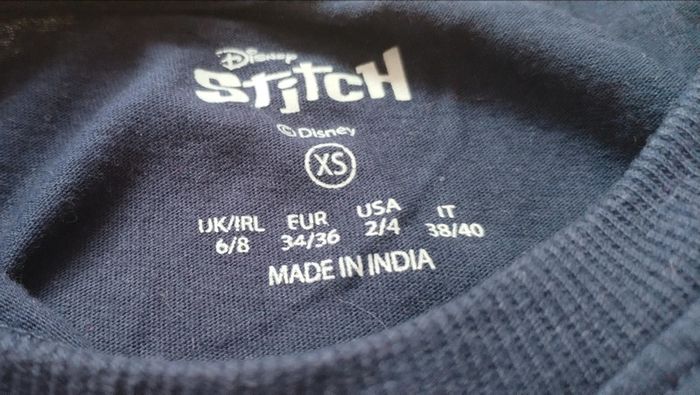 Disney
StitcH
© Disney
XS
UK/IRL EUR USA IT
6/8 34/36 2/4 38/40
MADE IN INDIA